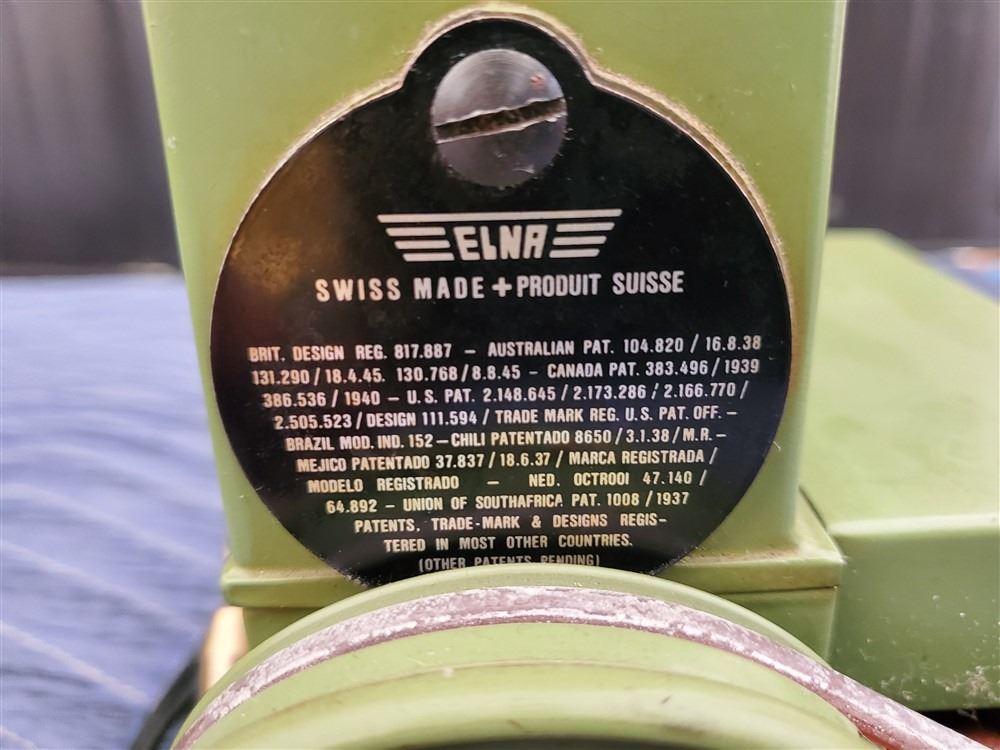 ELNA
SWISS MADE + PRODUIT SUISSE
BRIT. DESIGN REG. 817.887 – AUSTRALIAN PAT. 104.820 / 16.8.38
131.290 / 18.4.45. 130.768 / 8.8.45 – CANADA PAT. 383.496 / 1939
386.536 / 1940 – U.S. PAT. 2.148.645 / 2.173.286 / 2.166.770 /
2.505.523 / DESIGN 111.594 / TRADE MARK REG. U.S. PAT. OFF. –
BRAZIL MOD. IND. 152 – CHILI PATENTADO 8650 / 3.1.38 / M.R. –
MEJICO PATENTADO 37.837 / 18.6.37 / MARCA REGISTRADA /
MODELO REGISTRADO – NED. OCTROOI 47.140 /
64.892 – UNION OF SOUTHAFRICA PAT. 1008 / 1937
PATENTS, TRADE-MARK & DESIGNS REGIS-
TERED IN MOST OTHER COUNTRIES.
(OTHER PATENTS PENDING)